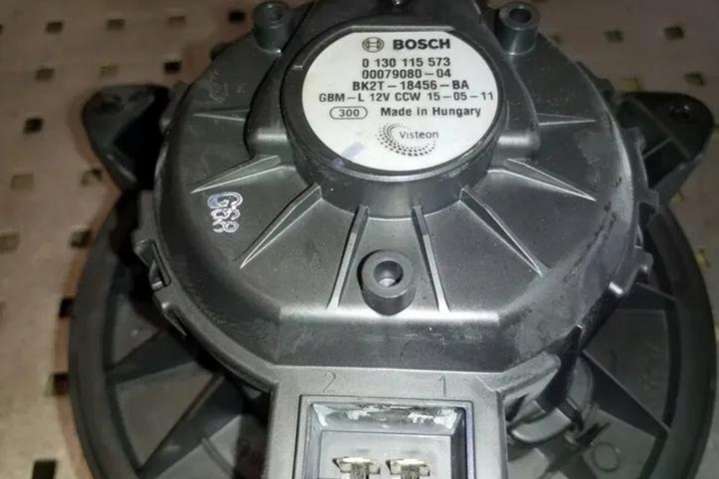 BOSCH
0 130 115 573
00079080-04
BK2T-18456-BA
GBM-L 12V CCW 15-05-11
300 Made in Hungary
Visteon
2 1